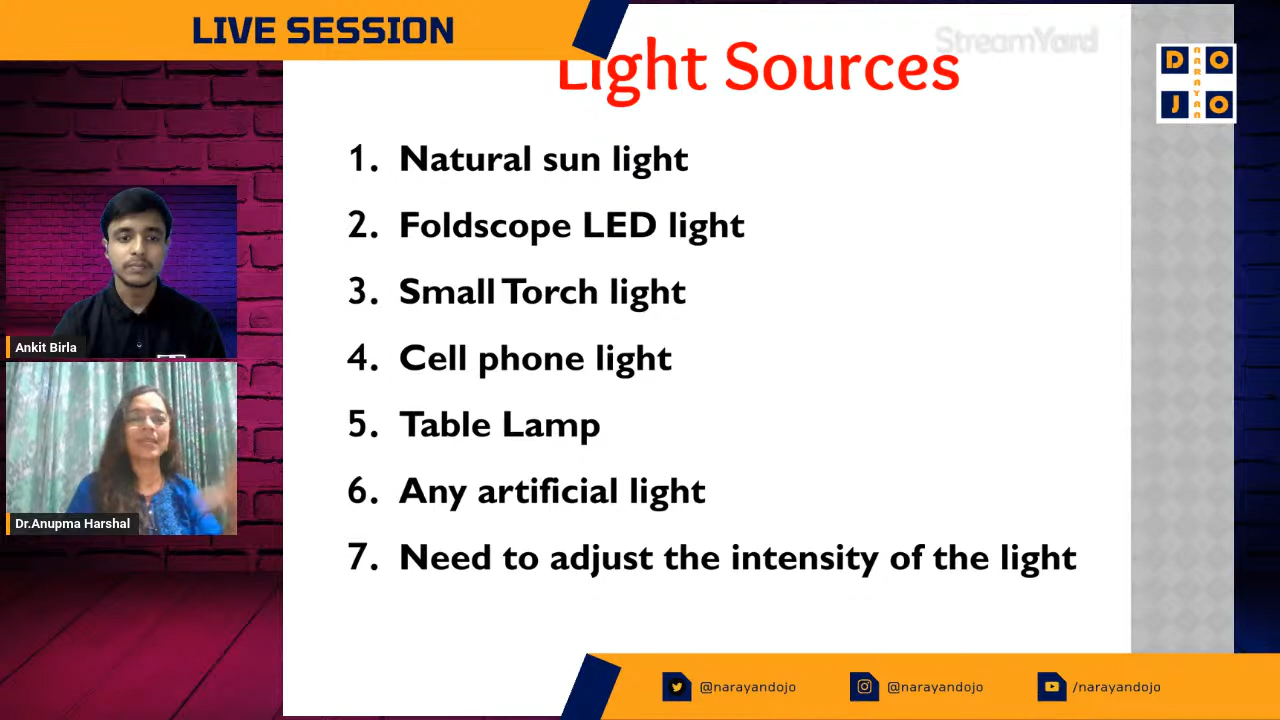 LIVE SESSION
StreamYard
Light Sources
D NARAYAN O
J O
1. Natural sun light
2. Foldscope LED light
3. Small Torch light
4. Cell phone light
5. Table Lamp
6. Any artificial light
7. Need to adjust the intensity of the light
Ankit Birla
Dr.Anupma Harshal
@narayandojo @narayandojo /narayandojo